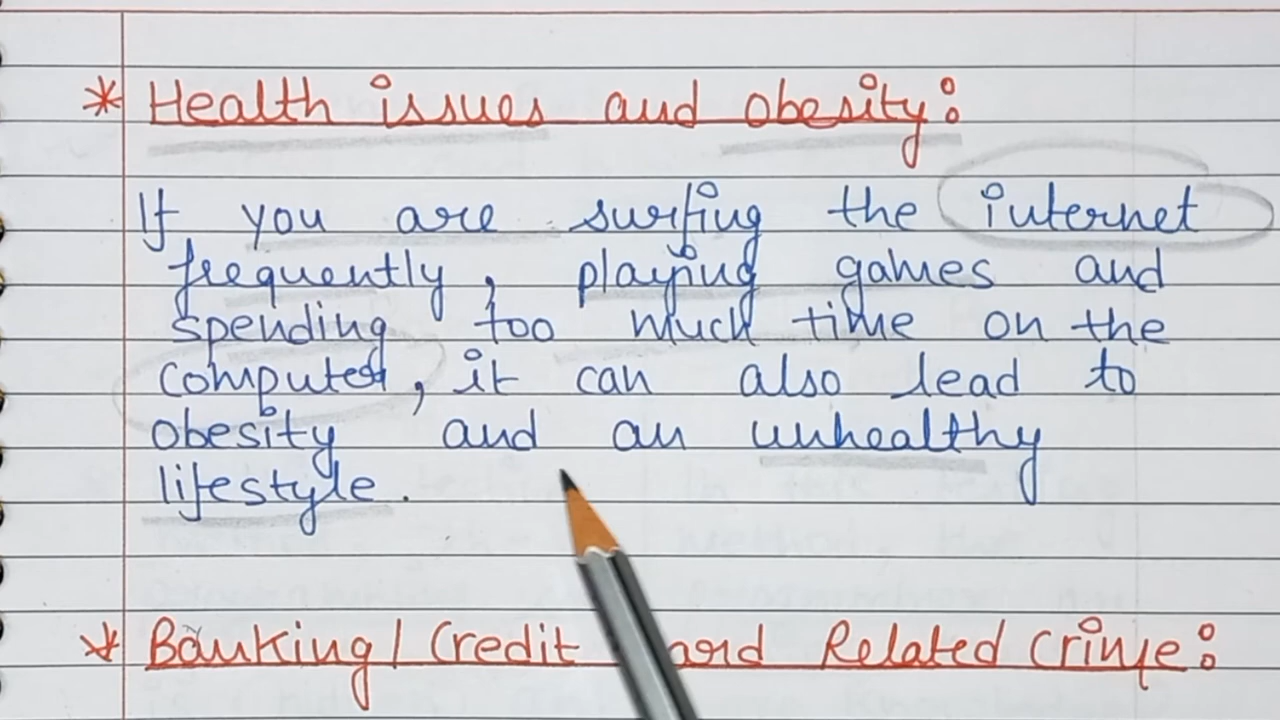 * Health issues and obesity:
If you are surfing the internet
frequently, playing games and
spending too much time on the
computer, it can also lead to
obesity and an unhealthy
lifestyle.
* Banking/ Credit Card Related Crime: